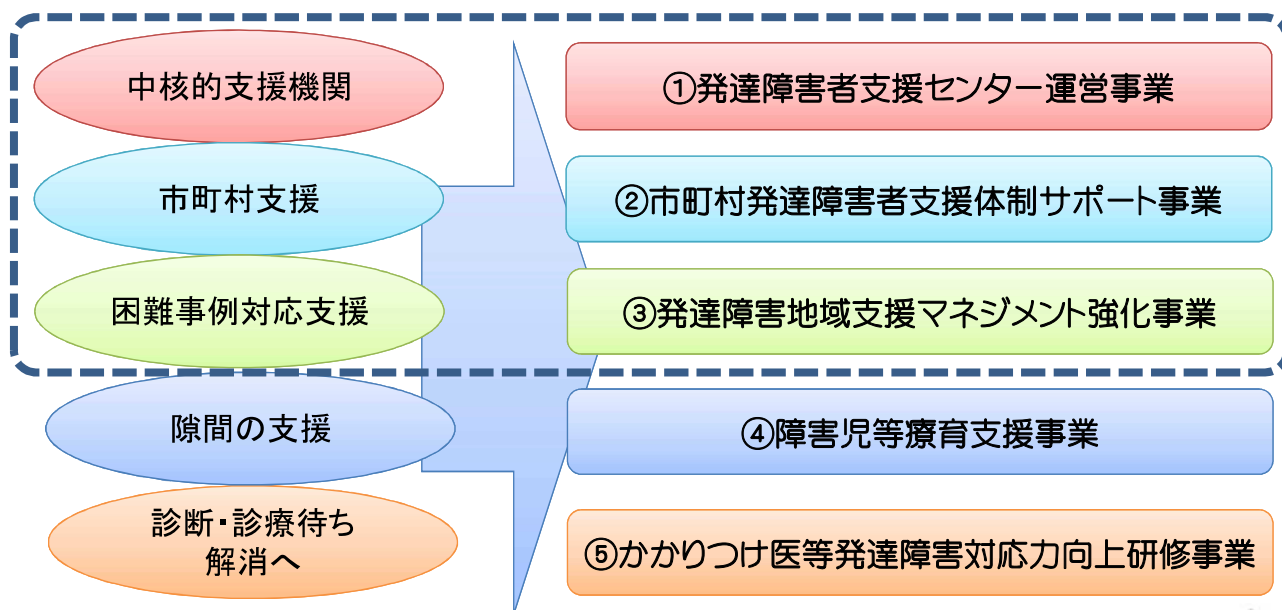 中核的支援機関
①発達障害者支援センター運営事業
市町村支援
②市町村発達障害者支援体制サポート事業
困難事例対応支援
③発達障害地域支援マネジメント強化事業
隙間の支援
④障害児等療育支援事業
診断・診療待ち
解消へ
⑤かかりつけ医等発達障害対応力向上研修事業